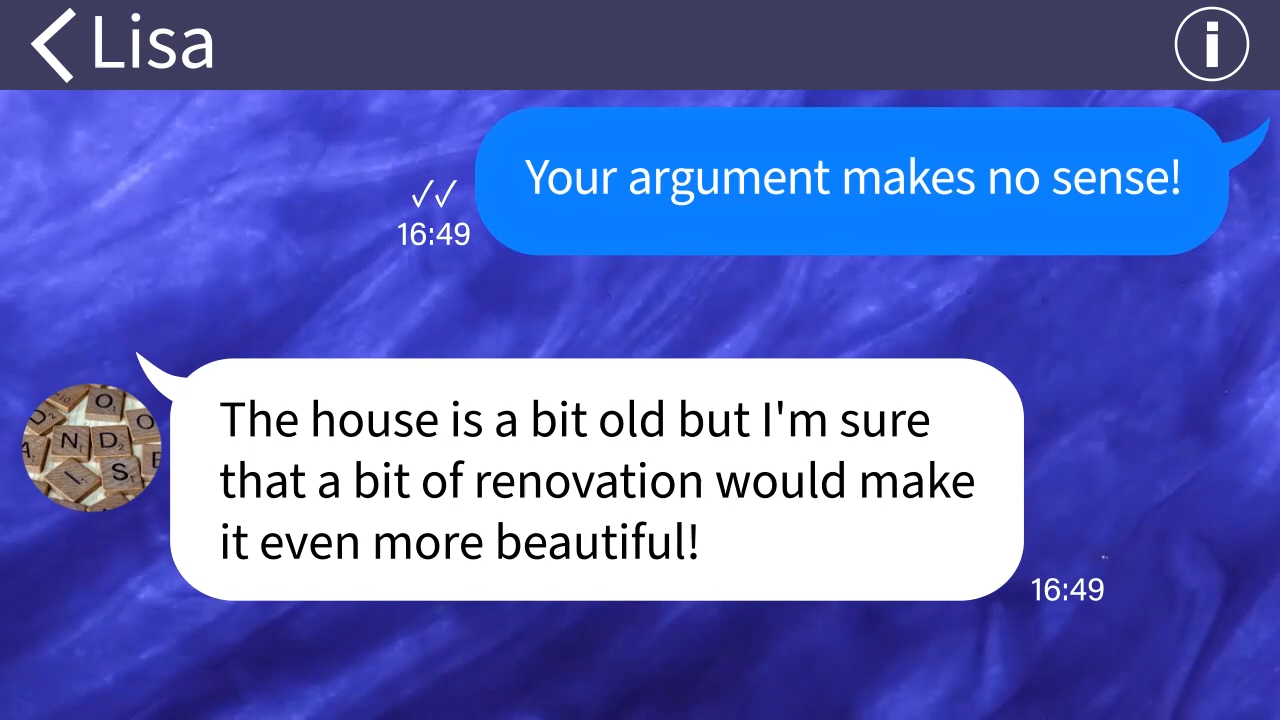 Lisa
Your argument makes no sense!
✓✓
16:49
The house is a bit old but I'm sure
that a bit of renovation would make
it even more beautiful!
16:49
O
D
O
A
N D
I S
E